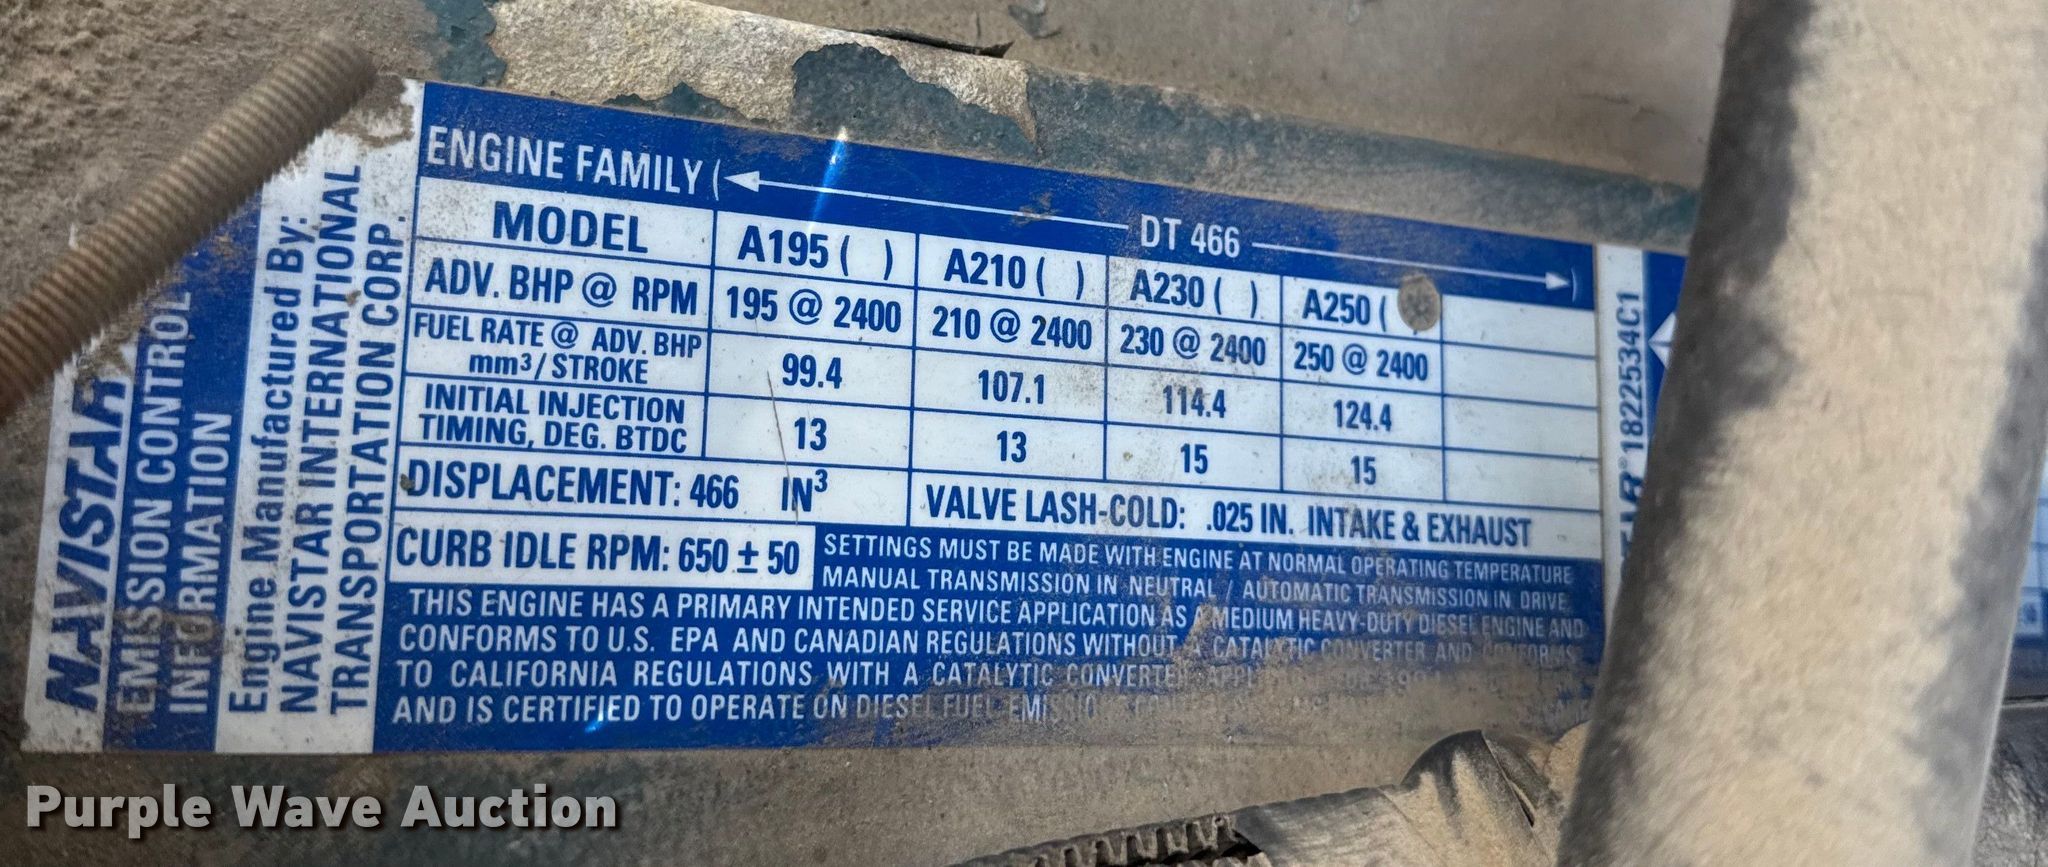 NAVISTAR
EMISSION CONTROL
INFORMATION
Engine Manufactured By:
NAVISTAR INTERNATIONAL
TRANSPORTATION CORP.
ENGINE FAMILY ( DT 466 )
MODEL A195 ( ) A210 ( ) A230 ( ) A250 (
ADV. BHP @ RPM 195 @ 2400 210 @ 2400 230 @ 2400 250 @ 2400
FUEL RATE @ ADV. BHP
mm³/STROKE 99.4 107.1 114.4 124.4
INITIAL INJECTION
TIMING, DEG. BTDC 13 13 15 15
DISPLACEMENT: 466 IN³ VALVE LASH-COLD: .025 IN. INTAKE & EXHAUST
CURB IDLE RPM: 650 ± 50
SETTINGS MUST BE MADE WITH ENGINE AT NORMAL OPERATING TEMPERATURE
MANUAL TRANSMISSION IN NEUTRAL / AUTOMATIC TRANSMISSION IN DRIVE
THIS ENGINE HAS A PRIMARY INTENDED SERVICE APPLICATION AS A MEDIUM HEAVY-DUTY DIESEL ENGINE AND
CONFORMS TO U.S. EPA AND CANADIAN REGULATIONS WITHOUT A CATALYTIC CONVERTER AND CONFORMS
TO CALIFORNIA REGULATIONS WITH A CATALYTIC CONVERTER
AND IS CERTIFIED TO OPERATE ON DIESEL FUEL EMISSION
1822534C1
Purple Wave Auction